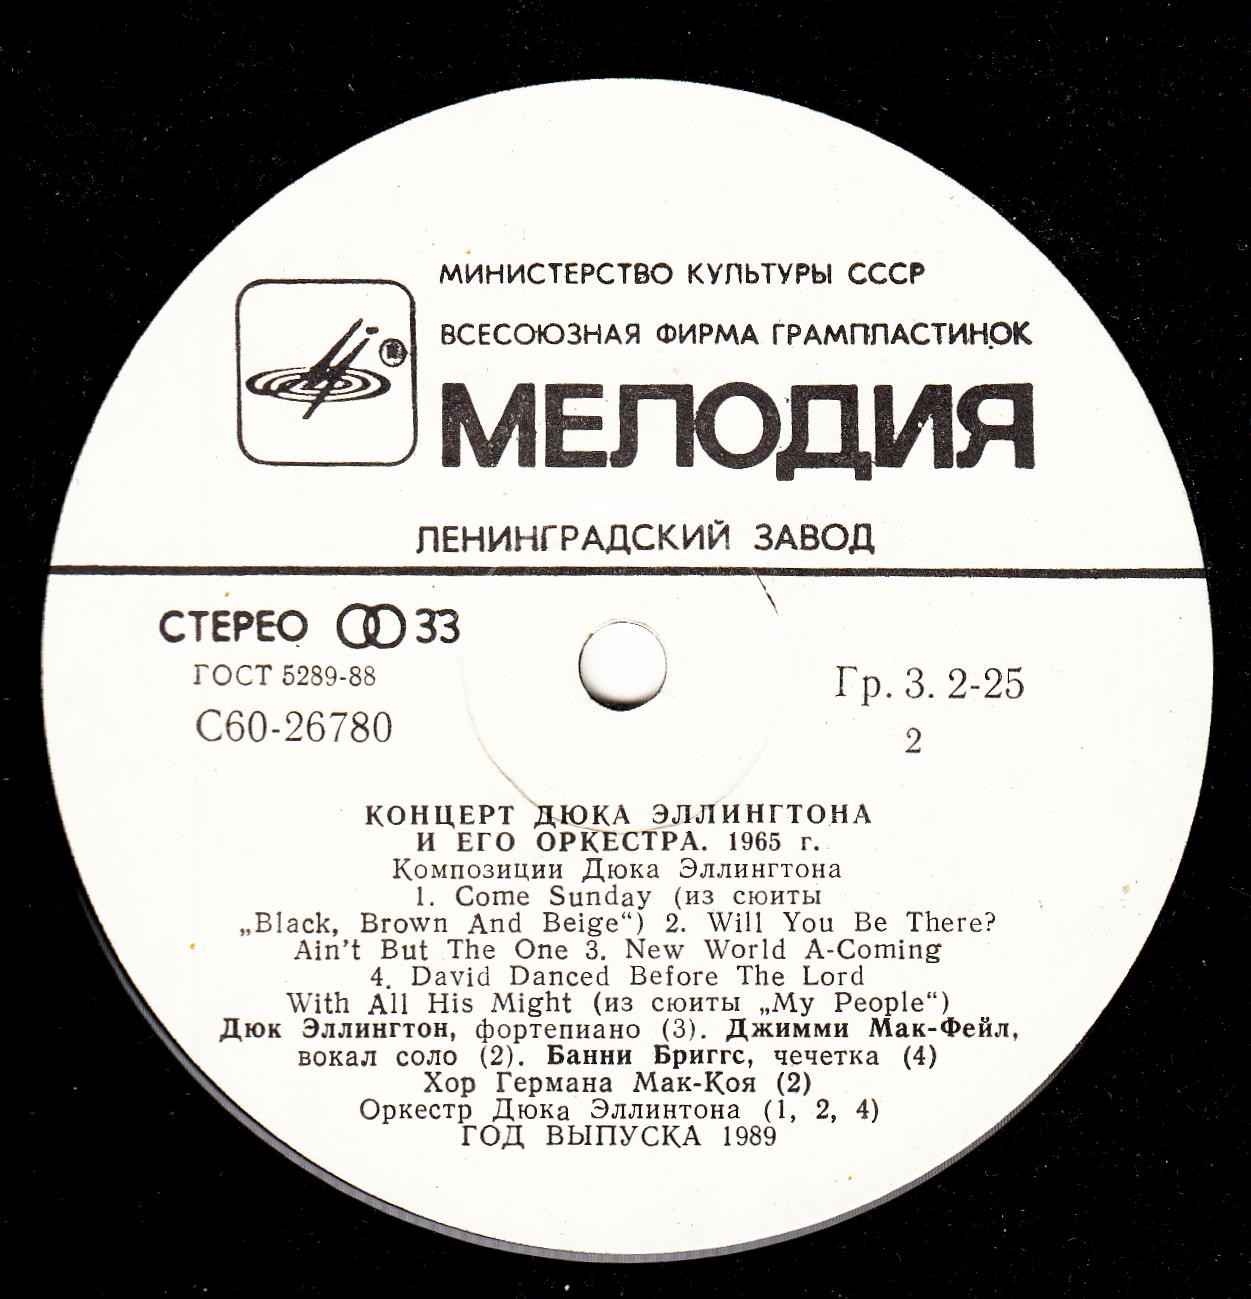 МИНИСТЕРСТВО КУЛЬТУРЫ СССР
ВСЕСОЮЗНАЯ ФИРМА ГРАМПЛАСТИНОК
МЕЛОДИЯ
ЛЕНИНГРАДСКИЙ ЗАВОД
СТЕРЕО 33
ГОСТ 5289-88
С60-26780
Гр. 3. 2-25
2
КОНЦЕРТ ДЮКА ЭЛЛИНГТОНА
И ЕГО ОРКЕСТРА. 1965 г.
Композиции Дюка Эллингтона
1. Come Sunday (из сюиты
„Black, Brown And Beige“) 2. Will You Be There?
Ain't But The One 3. New World A-Coming
4. David Danced Before The Lord
With All His Might (из сюиты „My People“)
Дюк Эллингтон, фортепиано (3). Джимми Мак-Фейл,
вокал соло (2). Банни Бриггс, чечетка (4)
Хор Германа Мак-Коя (2)
Оркестр Дюка Эллинтона (1, 2, 4)
ГОД ВЫПУСКА 1989